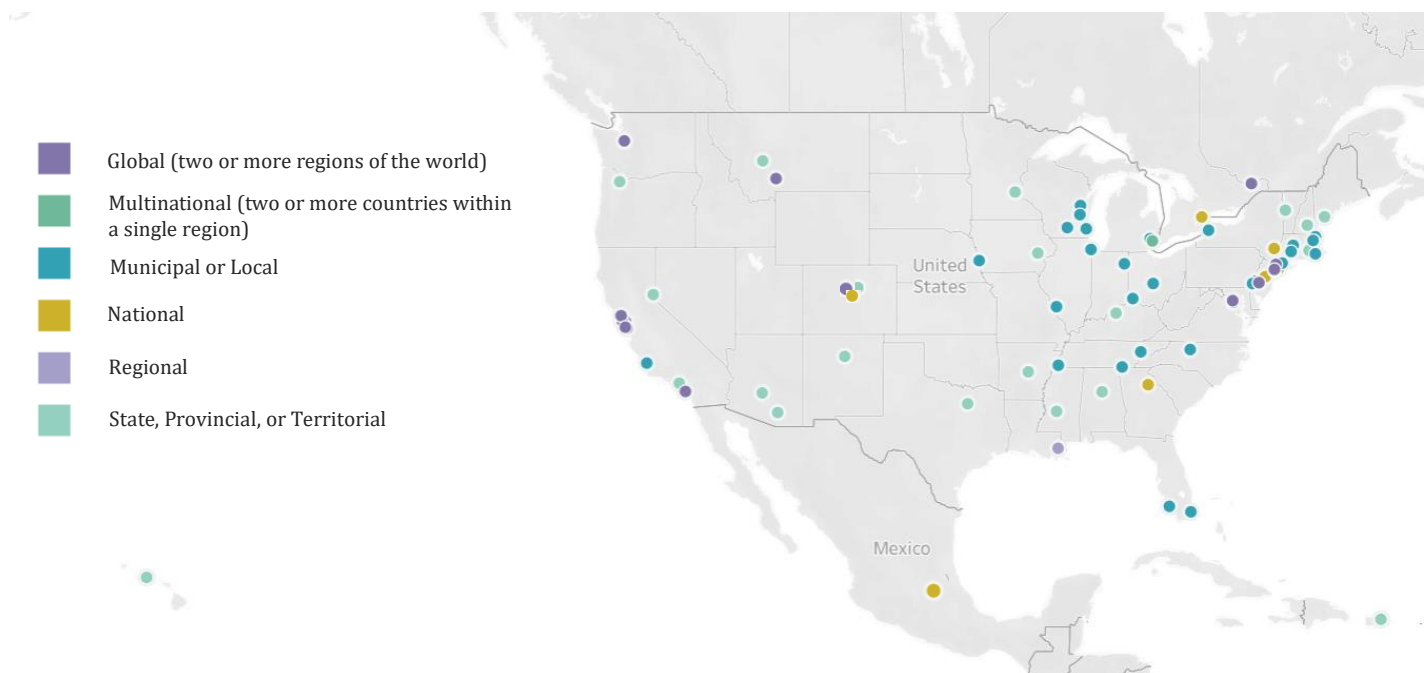 Global (two or more regions of the world)
Multinational (two or more countries within
a single region)
Municipal or Local
National
Regional
State, Provincial, or Territorial
United
States
Mexico